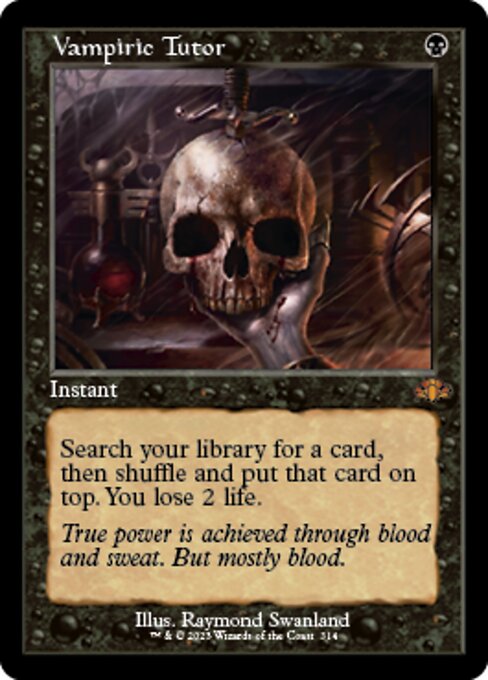 Vampiric Tutor
Instant
Search your library for a card,
then shuffle and put that card on
top. You lose 2 life.
True power is achieved through blood
and sweat. But mostly blood.
Illus. Raymond Swanland
™ & © 2023 Wizards of the Coast 314